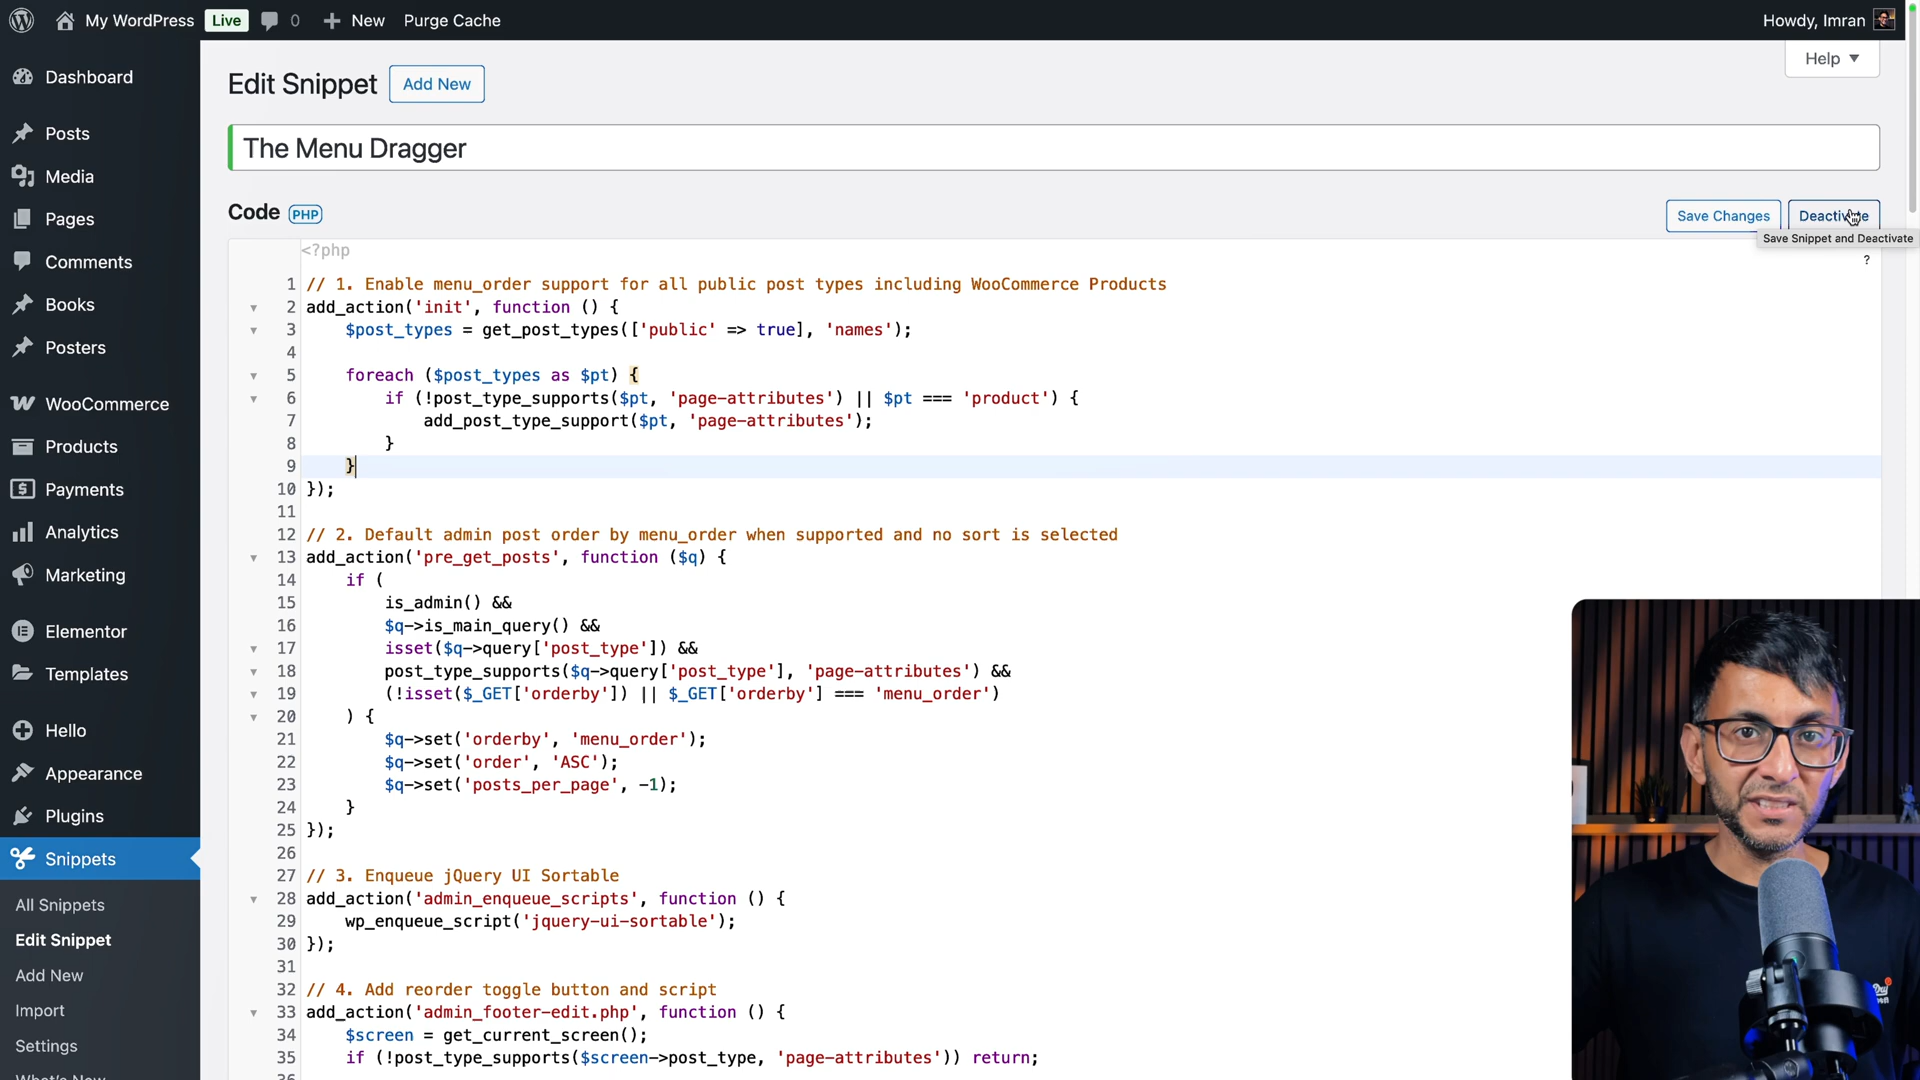 My WordPress Live 0 New Purge Cache Howdy, Imran
Help ▼
Dashboard
Posts
Media
Pages
Comments
Books
Posters
WooCommerce
Products
Payments
Analytics
Marketing
Elementor
Templates
Hello
Appearance
Plugins
Snippets
All Snippets
Edit Snippet
Add New
Import
Settings
What's New
Edit Snippet Add New
The Menu Dragger
Code PHP
Save Changes Deactivate
Save Snippet and Deactivate
?
<?php
1 // 1. Enable menu_order support for all public post types including WooCommerce Products
2 add_action('init', function () {
3 $post_types = get_post_types(['public' => true], 'names');
4
5 foreach ($post_types as $pt) {
6 if (!post_type_supports($pt, 'page-attributes') || $pt === 'product') {
7 add_post_type_support($pt, 'page-attributes');
8 }
9 }
10 });
11
12 // 2. Default admin post order by menu_order when supported and no sort is selected
13 add_action('pre_get_posts', function ($q) {
14 if (
15 is_admin() &&
16 $q->is_main_query() &&
17 isset($q->query['post_type']) &&
18 post_type_supports($q->query['post_type'], 'page-attributes') &&
19 (!isset($_GET['orderby']) || $_GET['orderby'] === 'menu_order')
20 ) {
21 $q->set('orderby', 'menu_order');
22 $q->set('order', 'ASC');
23 $q->set('posts_per_page', -1);
24 }
25 });
26
27 // 3. Enqueue jQuery UI Sortable
28 add_action('admin_enqueue_scripts', function () {
29 wp_enqueue_script('jquery-ui-sortable');
30 });
31
32 // 4. Add reorder toggle button and script
33 add_action('admin_footer-edit.php', function () {
34 $screen = get_current_screen();
35 if (!post_type_supports($screen->post_type, 'page-attributes')) return;
36